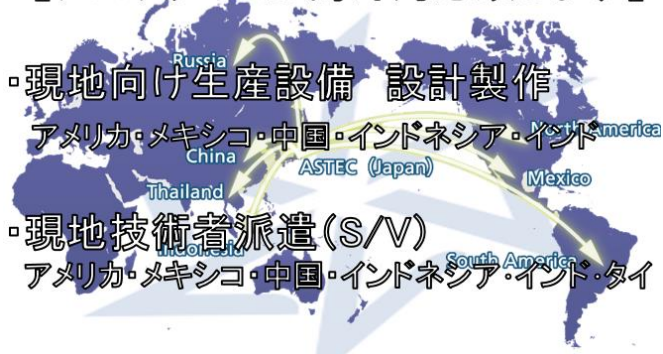 Russia
・現地向け生産設備 設計製作
アメリカ・メキシコ・中国・インドネシア・インド
North America
China
ASTEC (Japan)
Thailand
Mexico
・現地技術者派遣(S/V)
Indonesia
South America
アメリカ・メキシコ・中国・インドネシア・インド・タイ